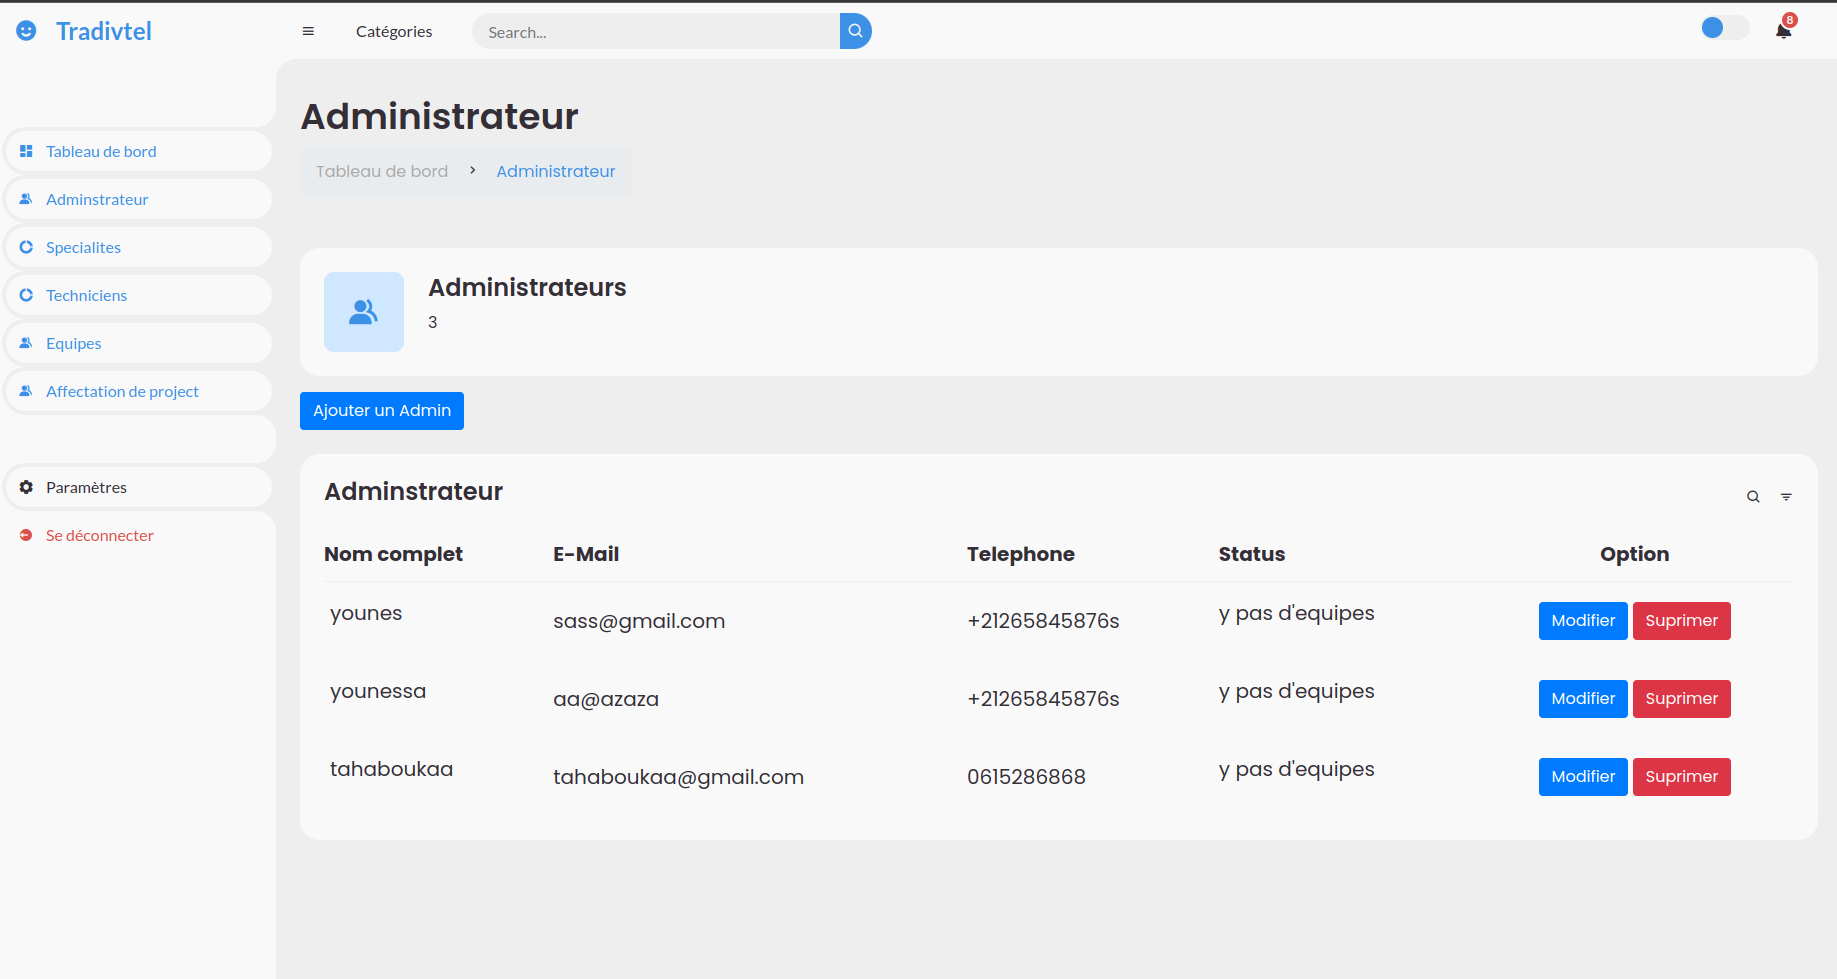 Tradivtel
Catégories
Search...
8
Tableau de bord
Adminstrateur
Specialites
Techniciens
Equipes
Affectation de project
Paramètres
Se déconnecter
Administrateur
Tableau de bord > Administrateur
Administrateurs
3
Ajouter un Admin
Adminstrateur
Nom complet E-Mail Telephone Status Option
younes sass@gmail.com +21265845876s y pas d'equipes Modifier Suprimer
younessa aa@azaza +21265845876s y pas d'equipes Modifier Suprimer
tahaboukaa tahaboukaa@gmail.com 0615286868 y pas d'equipes Modifier Suprimer